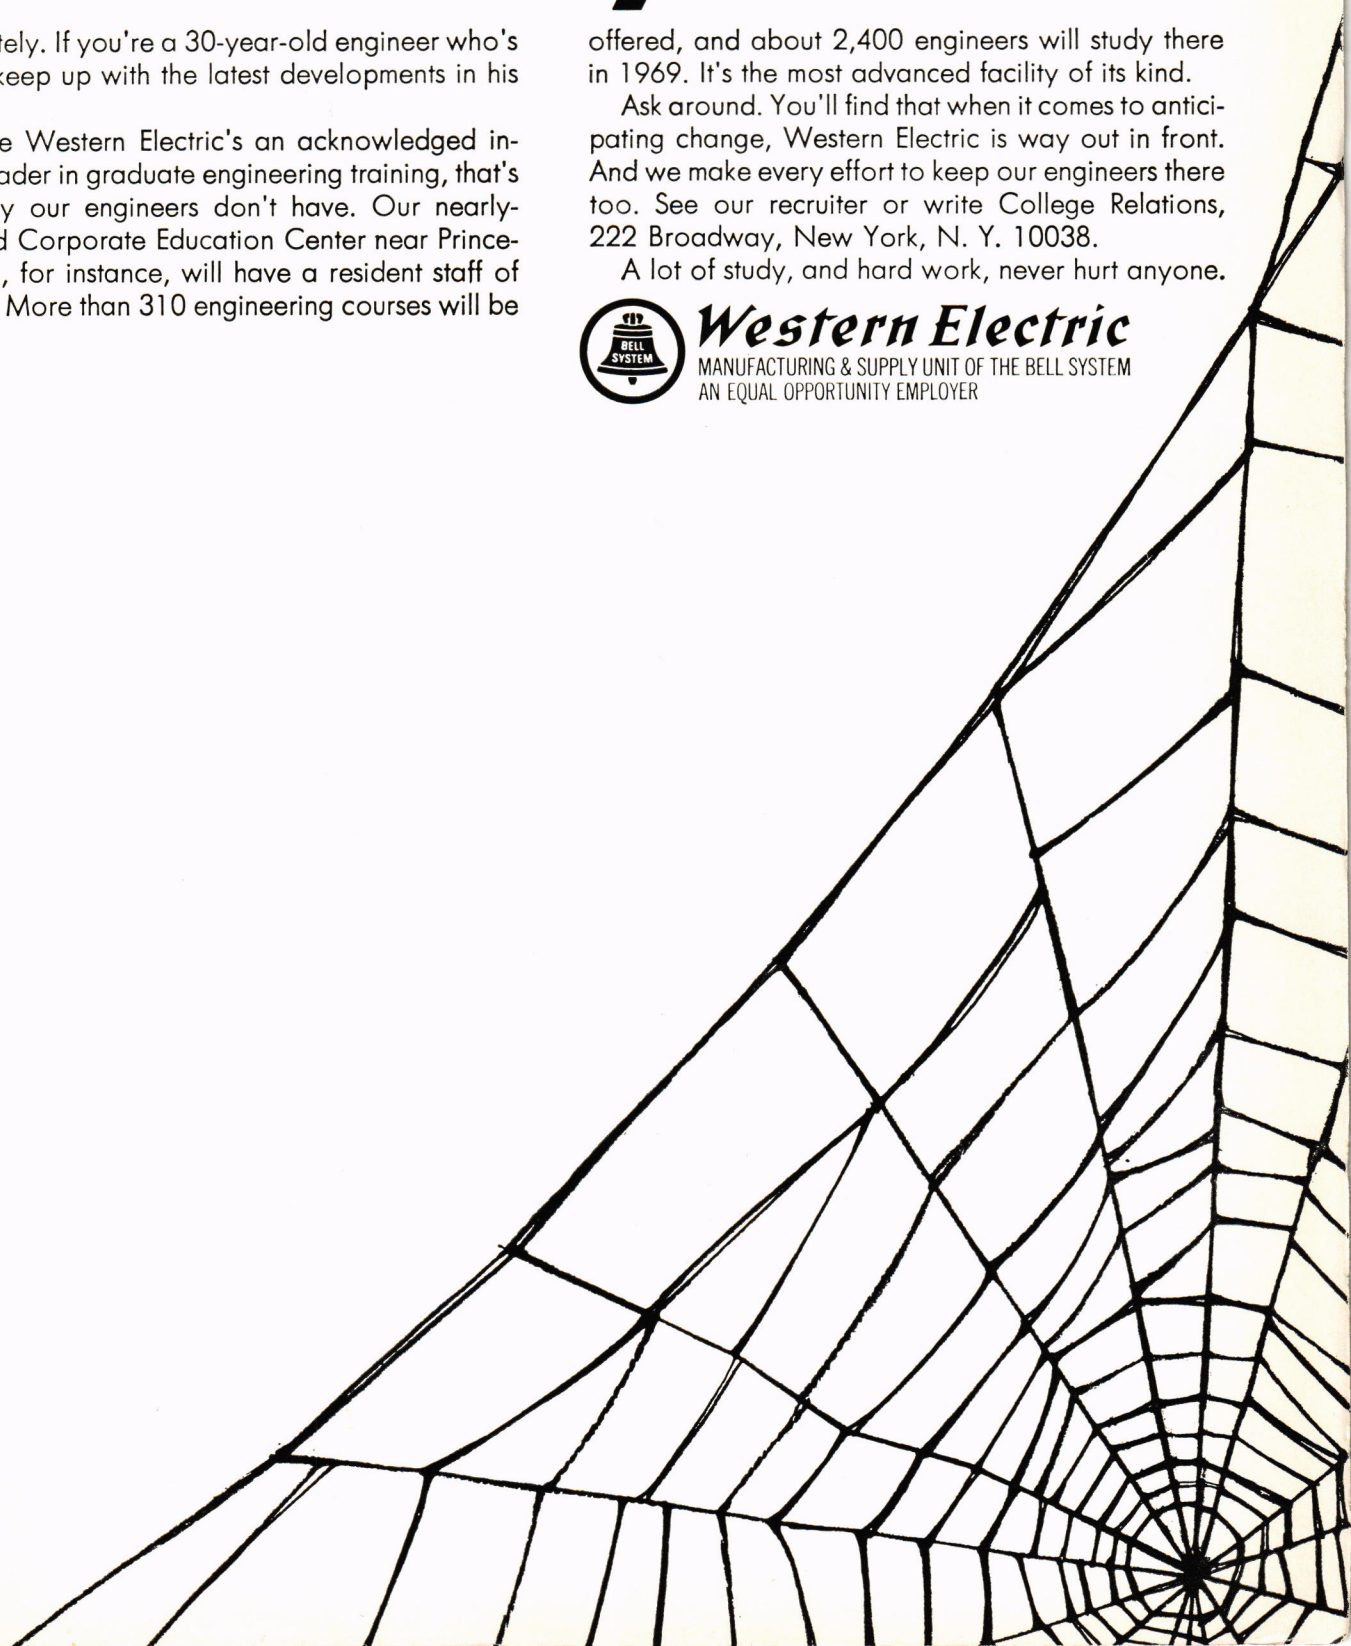 tely. If you're a 30-year-old engineer who's
keep up with the latest developments in his
e Western Electric's an acknowledged in-
ader in graduate engineering training, that's
y our engineers don't have. Our nearly-
d Corporate Education Center near Prince-
, for instance, will have a resident staff of
More than 310 engineering courses will be
offered, and about 2,400 engineers will study there
in 1969. It's the most advanced facility of its kind.
Ask around. You'll find that when it comes to antici-
pating change, Western Electric is way out in front.
And we make every effort to keep our engineers there
too. See our recruiter or write College Relations,
222 Broadway, New York, N. Y. 10038.
A lot of study, and hard work, never hurt anyone.
BELL
SYSTEM
Western Electric
MANUFACTURING & SUPPLY UNIT OF THE BELL SYSTEM
AN EQUAL OPPORTUNITY EMPLOYER